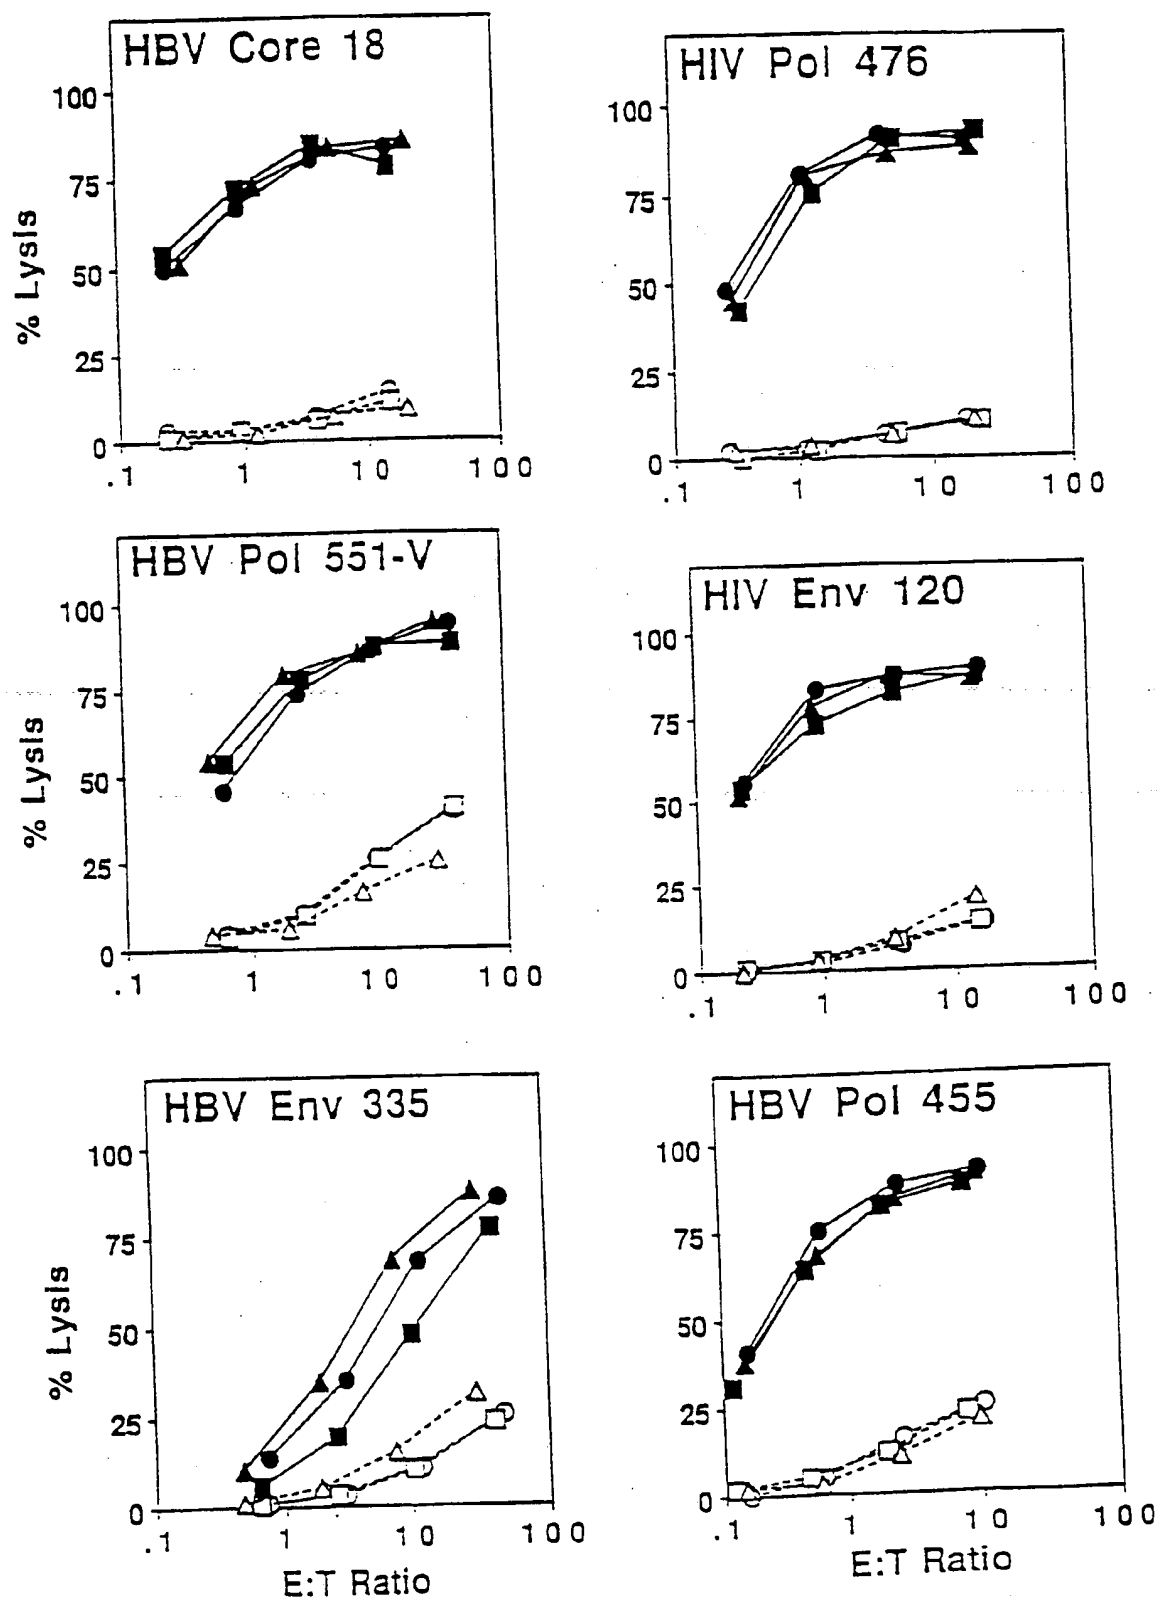 HBV Core 18
100
75
50
25
0
% Lysis
.1 1 10 100
HIV Pol 476
100
75
50
25
0
.1 1 10 100
HBV Pol 551-V
100
75
50
25
0
% Lysis
.1 1 10 100
HIV Env 120
100
75
50
25
0
.1 1 10 100
HBV Env 335
100
75
50
25
0
% Lysis
.1 1 10 100
E:T Ratio
HBV Pol 455
100
75
50
25
0
.1 1 10 100
E:T Ratio